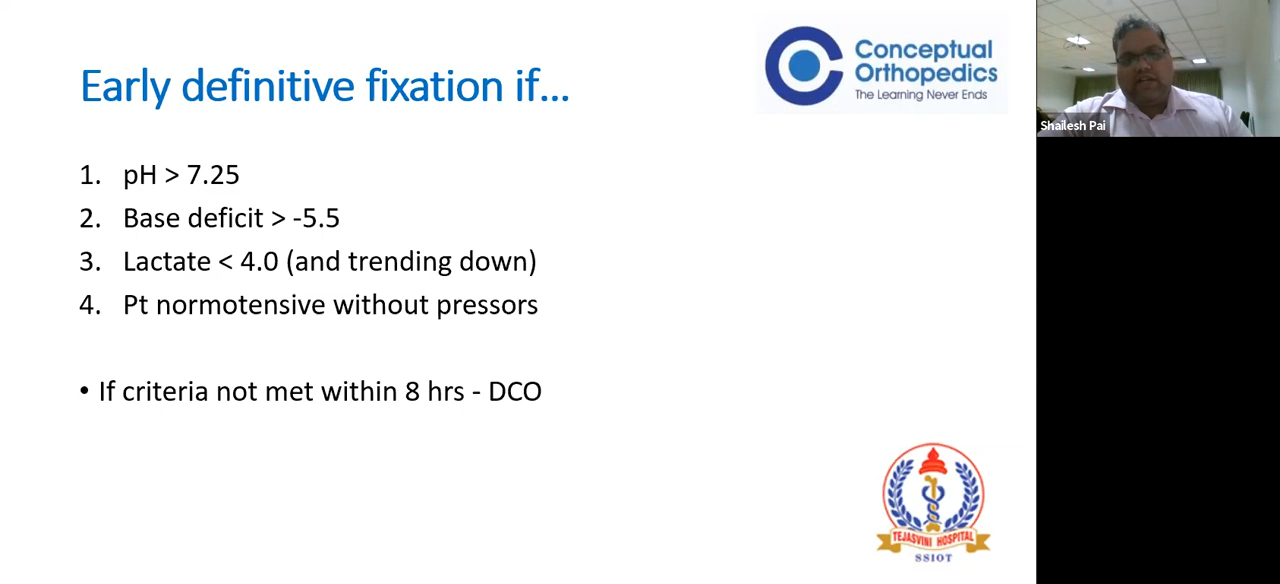 Early definitive fixation if...
Conceptual
Orthopedics
The Learning Never Ends
Shailesh Pai
1. pH > 7.25
2. Base deficit > -5.5
3. Lactate < 4.0 (and trending down)
4. Pt normotensive without pressors
• If criteria not met within 8 hrs - DCO
TEJASVINI HOSPITAL
SSIOT